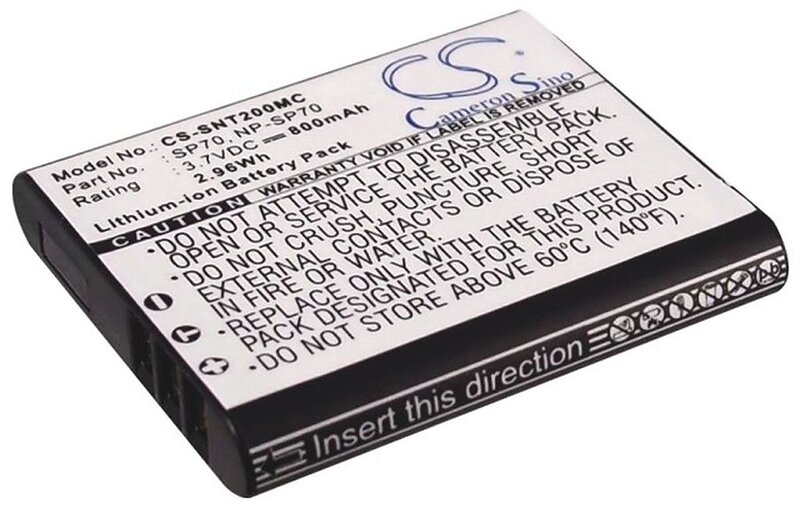 CS
Cameron Sino
Model No.: CS-SNT200MC
Part No. : SP70, NP-SP70
Rating : 3.7VDC 800mAh
2.96Wh
Lithium-ion Battery Pack
CAUTION WARRANTY VOID IF LABEL REMOVED
•DO NOT ATTEMPT TO DISASSEMBLE,
OPEN OR SERVICE THE BATTERY PACK
•DO NOT CRUSH, PUNCTURE, SHORT
EXTERNAL CONTACTS, OR DISPOSE OF
IN FIRE OR WATER
•RECHARGE ONLY WITH THE BATTERY
PACK DESIGNATED FOR THE PRODUCT
•DO NOT STORE ABOVE 60°C (140°F).
Insert this direction